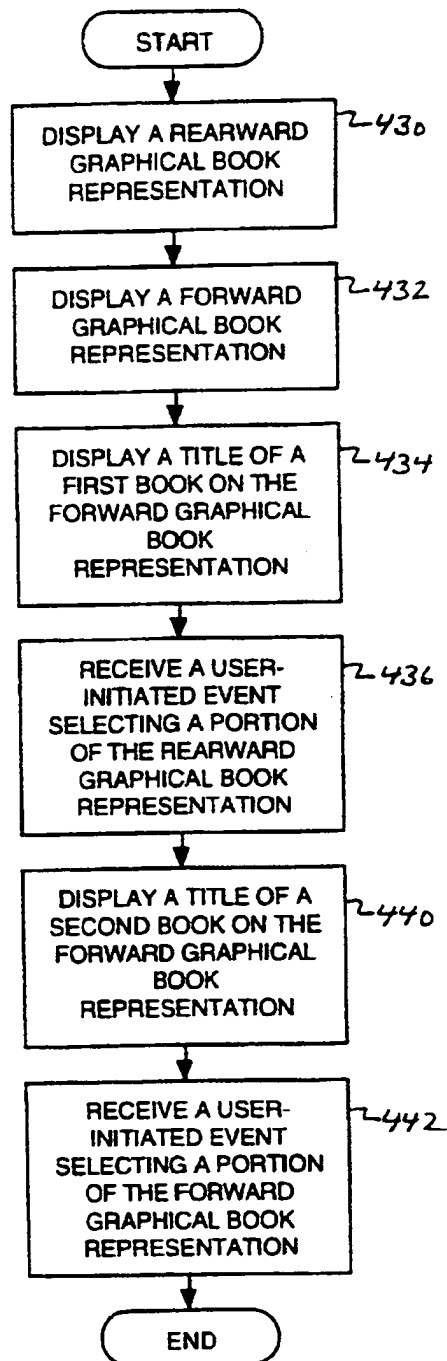 START
DISPLAY A REARWARD
GRAPHICAL BOOK
REPRESENTATION
430
DISPLAY A FORWARD
GRAPHICAL BOOK
REPRESENTATION
432
DISPLAY A TITLE OF A
FIRST BOOK ON THE
FORWARD GRAPHICAL
BOOK
REPRESENTATION
434
RECEIVE A USER-
INITIATED EVENT
SELECTING A PORTION
OF THE REARWARD
GRAPHICAL BOOK
REPRESENTATION
436
DISPLAY A TITLE OF A
SECOND BOOK ON THE
FORWARD GRAPHICAL
BOOK
REPRESENTATION
440
RECEIVE A USER-
INITIATED EVENT
SELECTING A PORTION
OF THE FORWARD
GRAPHICAL BOOK
REPRESENTATION
442
END